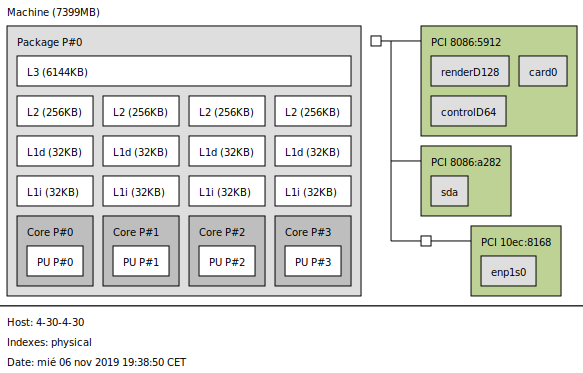 Machine (7399MB)
Package P#0
L3 (6144KB)
L2 (256KB) L2 (256KB) L2 (256KB) L2 (256KB)
L1d (32KB) L1d (32KB) L1d (32KB) L1d (32KB)
L1i (32KB) L1i (32KB) L1i (32KB) L1i (32KB)
Core P#0 Core P#1 Core P#2 Core P#3
PU P#0 PU P#1 PU P#2 PU P#3
PCI 8086:5912
renderD128 card0
controlD64
PCI 8086:a282
sda
PCI 10ec:8168
enp1s0
Host: 4-30-4-30
Indexes: physical
Date: mié 06 nov 2019 19:38:50 CET